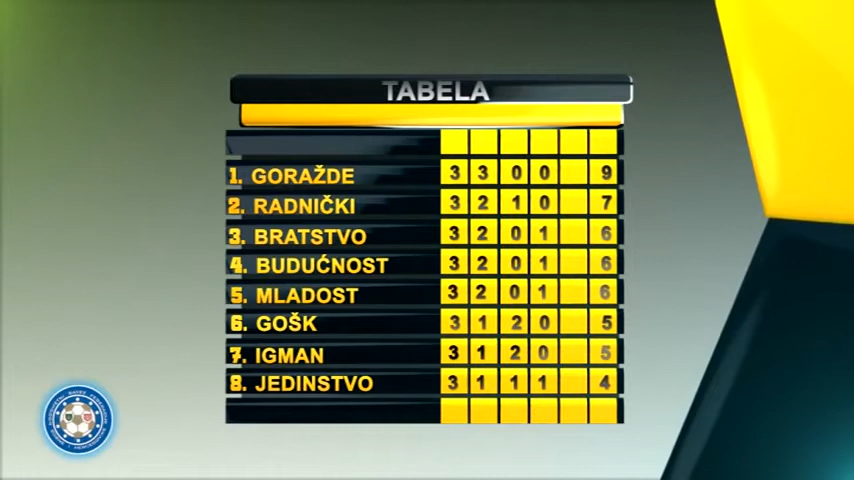 TABELA
1. GORAŽDE 3 3 0 0 9
2. RADNIČKI 3 2 1 0 7
3. BRATSTVO 3 2 0 1 6
4. BUDUĆNOST 3 2 0 1 6
5. MLADOST 3 2 0 1 6
6. GOŠK 3 1 2 0 5
7. IGMAN 3 1 2 0 5
8. JEDINSTVO 3 1 1 1 4